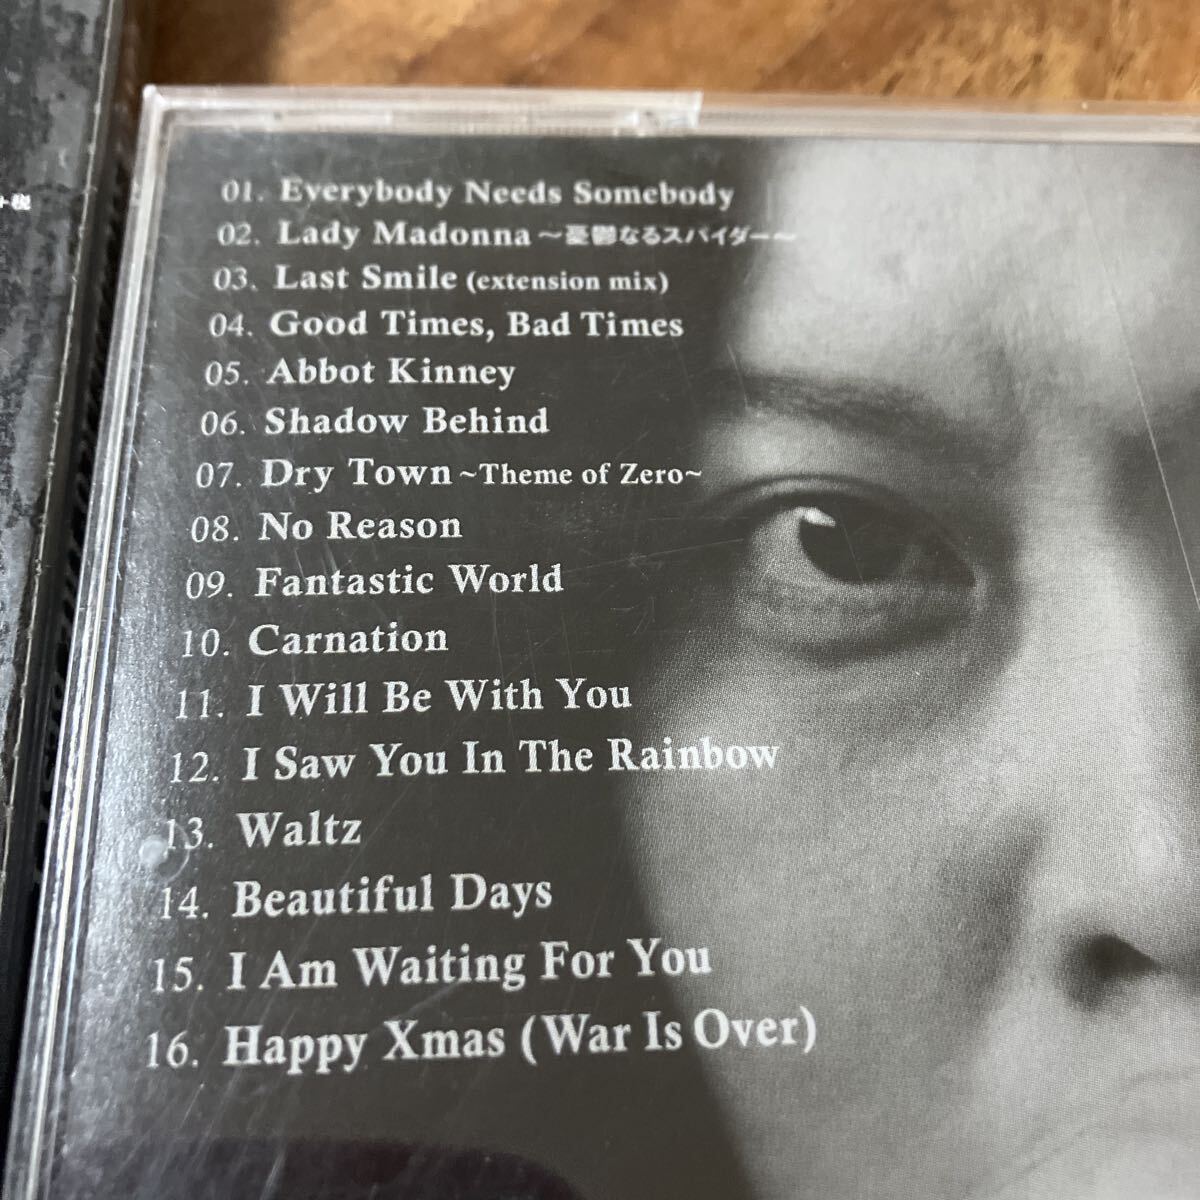 +税
01. Everybody Needs Somebody
02. Lady Madonna ～憂鬱なるスパイダー～
03. Last Smile (extension mix)
04. Good Times, Bad Times
05. Abbot Kinney
06. Shadow Behind
07. Dry Town ~Theme of Zero~
08. No Reason
09. Fantastic World
10. Carnation
11. I Will Be With You
12. I Saw You In The Rainbow
13. Waltz
14. Beautiful Days
15. I Am Waiting For You
16. Happy Xmas (War Is Over)